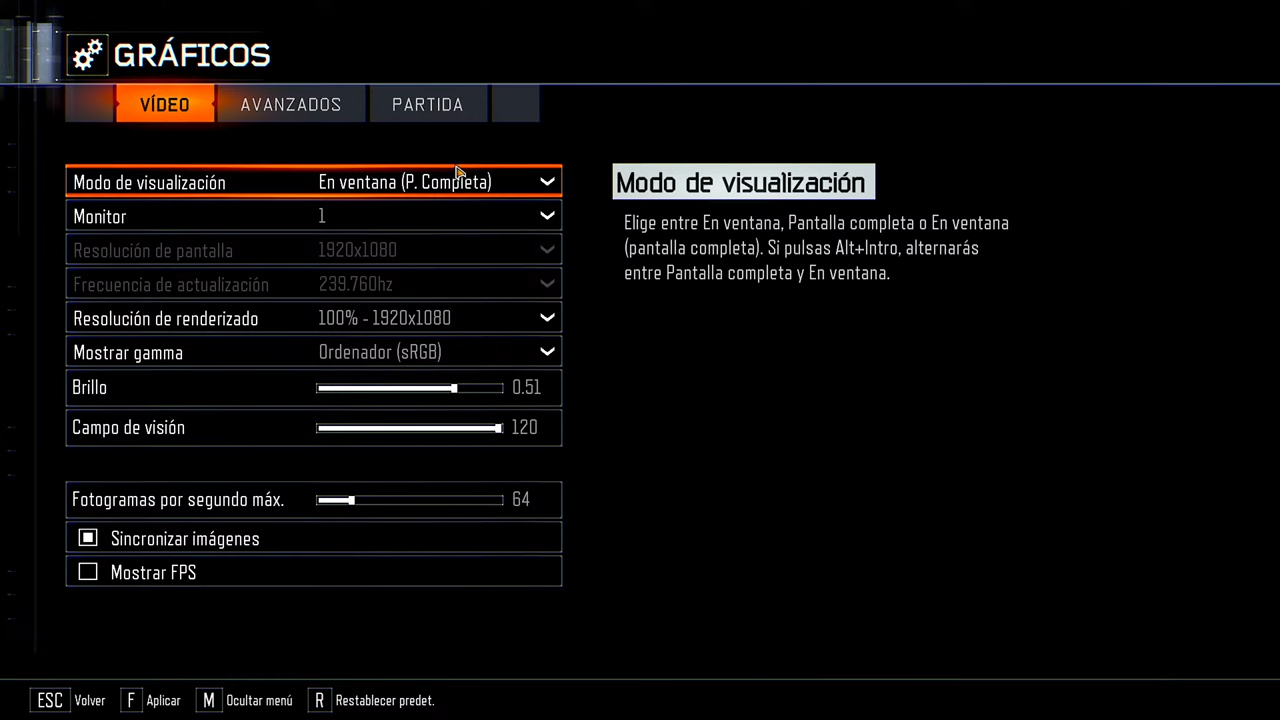 GRÁFICOS
VÍDEO AVANZADOS PARTIDA
Modo de visualización En ventana (P. Completa)
Monitor 1
Resolución de pantalla 1920x1080
Frecuencia de actualización 239.760hz
Resolución de renderizado 100% - 1920x1080
Mostrar gamma Ordenador (sRGB)
Brillo 0.51
Campo de visión 120
Fotogramas por segundo máx. 64
Sincronizar imágenes
Mostrar FPS
Modo de visualización
Elige entre En ventana, Pantalla completa o En ventana
(pantalla completa). Si pulsas Alt+Intro, alternarás
entre Pantalla completa y En ventana.
ESC Volver F Aplicar M Ocultar menú R Restablecer predet.